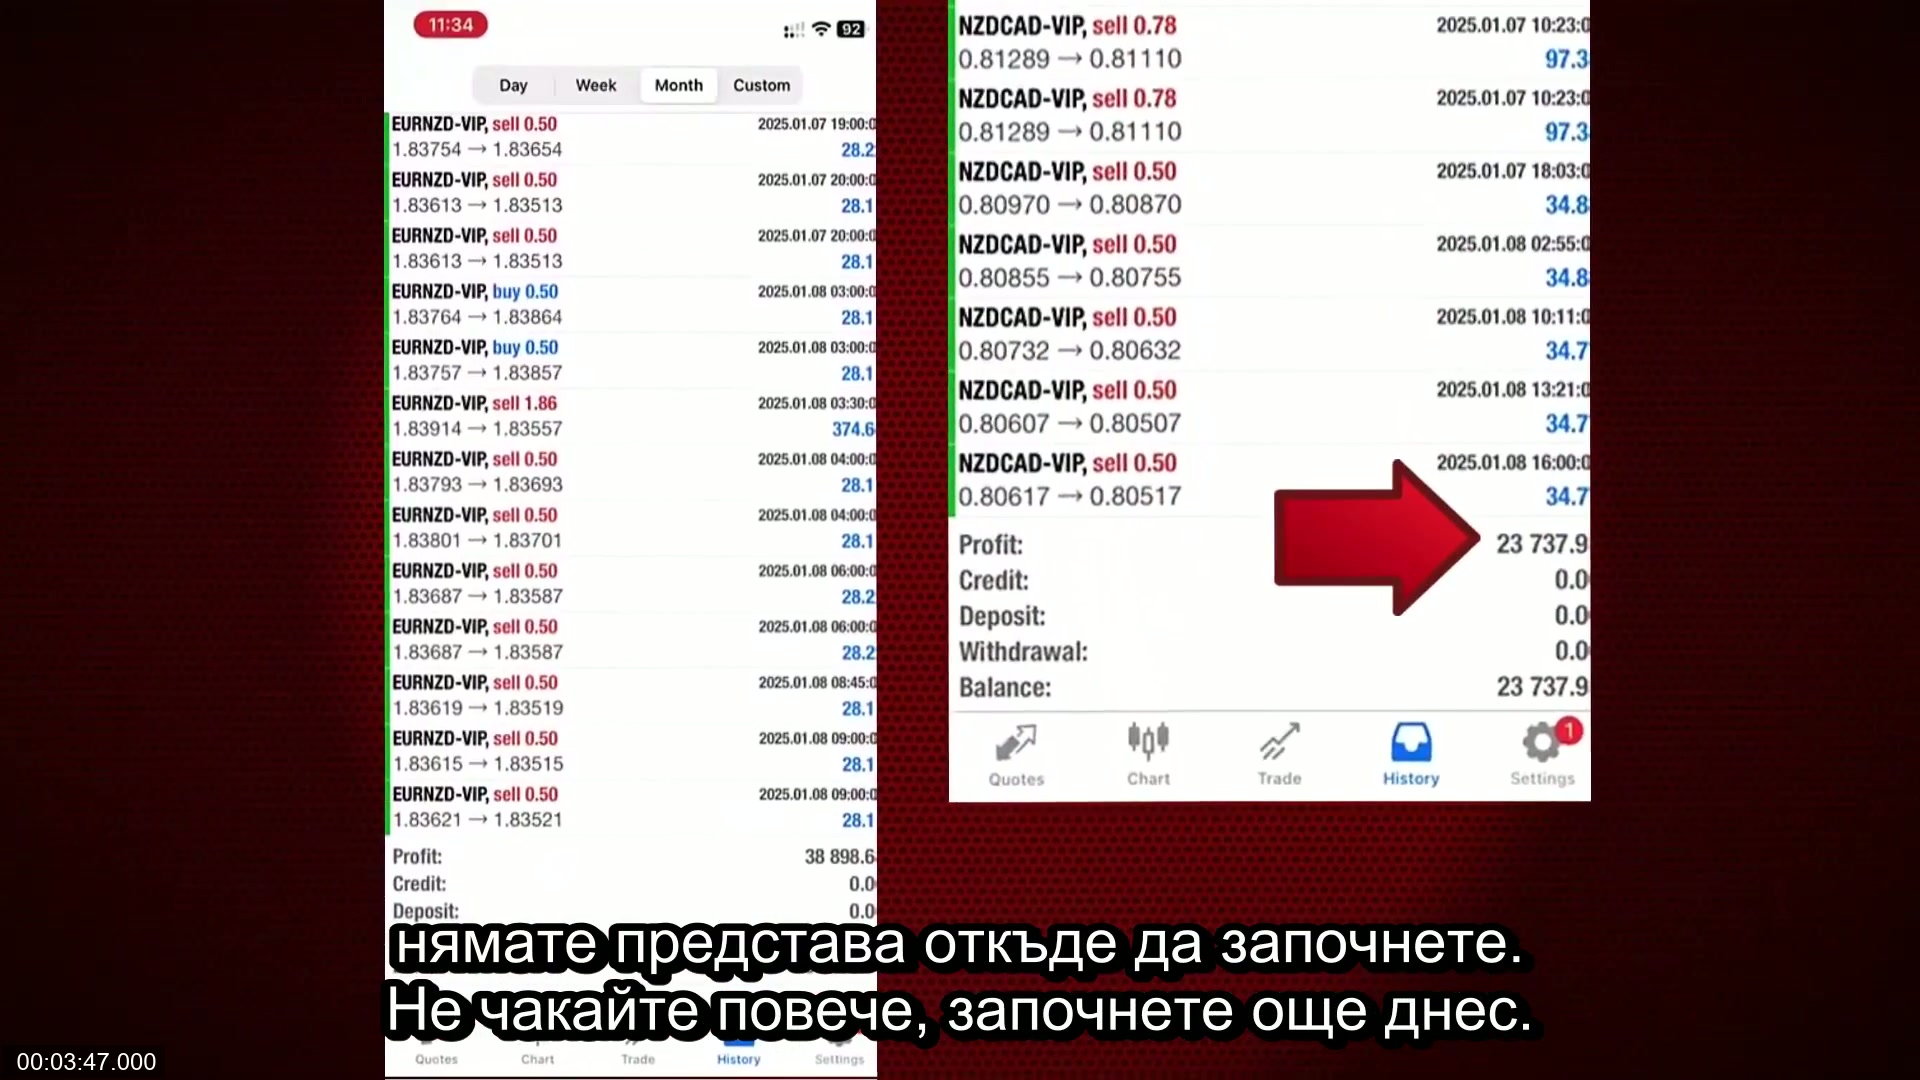 11:34
92
Day Week Month Custom
EURNZD-VIP, sell 0.50 2025.01.07 19:00:0
1.83754 → 1.83654 28.2
EURNZD-VIP, sell 0.50 2025.01.07 20:00:0
1.83613 → 1.83513 28.1
EURNZD-VIP, sell 0.50 2025.01.07 20:00:0
1.83613 → 1.83513 28.1
EURNZD-VIP, buy 0.50 2025.01.08 03:00:0
1.83764 → 1.83864 28.1
EURNZD-VIP, buy 0.50 2025.01.08 03:00:0
1.83757 → 1.83857 28.1
EURNZD-VIP, sell 1.86 2025.01.08 03:30:0
1.83914 → 1.83557 374.6
EURNZD-VIP, sell 0.50 2025.01.08 04:00:0
1.83793 → 1.83693 28.1
EURNZD-VIP, sell 0.50 2025.01.08 04:00:0
1.83801 → 1.83701 28.1
EURNZD-VIP, sell 0.50 2025.01.08 06:00:0
1.83687 → 1.83587 28.2
EURNZD-VIP, sell 0.50 2025.01.08 06:00:0
1.83687 → 1.83587 28.2
EURNZD-VIP, sell 0.50 2025.01.08 08:45:0
1.83619 → 1.83519 28.1
EURNZD-VIP, sell 0.50 2025.01.08 09:00:0
1.83615 → 1.83515 28.1
EURNZD-VIP, sell 0.50 2025.01.08 09:00:0
1.83621 → 1.83521 28.1
Profit: 38 898.6
Credit: 0.0
Deposit: 0.0
Quotes Chart Trade History Settings
NZDCAD-VIP, sell 0.78 2025.01.07 10:23:0
0.81289 → 0.81110 97.3
NZDCAD-VIP, sell 0.78 2025.01.07 10:23:0
0.81289 → 0.81110 97.3
NZDCAD-VIP, sell 0.50 2025.01.07 18:03:0
0.80970 → 0.80870 34.8
NZDCAD-VIP, sell 0.50 2025.01.08 02:55:0
0.80855 → 0.80755 34.8
NZDCAD-VIP, sell 0.50 2025.01.08 10:11:0
0.80732 → 0.80632 34.7
NZDCAD-VIP, sell 0.50 2025.01.08 13:21:0
0.80607 → 0.80507 34.7
NZDCAD-VIP, sell 0.50 2025.01.08 16:00:0
0.80617 → 0.80517 34.7
Profit: 23 737.9
Credit: 0.0
Deposit: 0.0
Withdrawal: 0.0
Balance: 23 737.9
1
Quotes Chart Trade History Settings
нямате представа откъде да започнете.
Не чакайте повече, започнете още днес.
00:03:47.000